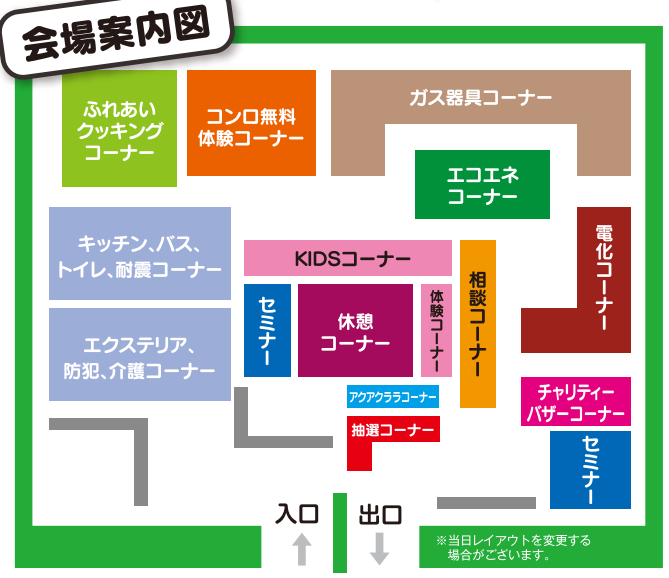 会場案内図
ふれあい
クッキング
コーナー
コンロ無料
体験コーナー
ガス器具コーナー
エコエネ
コーナー
キッチン、バス、
トイレ、耐震コーナー
KIDSコーナー
電化コーナー
セミナー
休憩
コーナー
体験コーナー
相談コーナー
エクステリア、
防犯、介護コーナー
アクアクララコーナー
抽選コーナー
チャリティー
バザーコーナー
セミナー
入口
出口
※当日レイアウトを変更する
場合がございます。